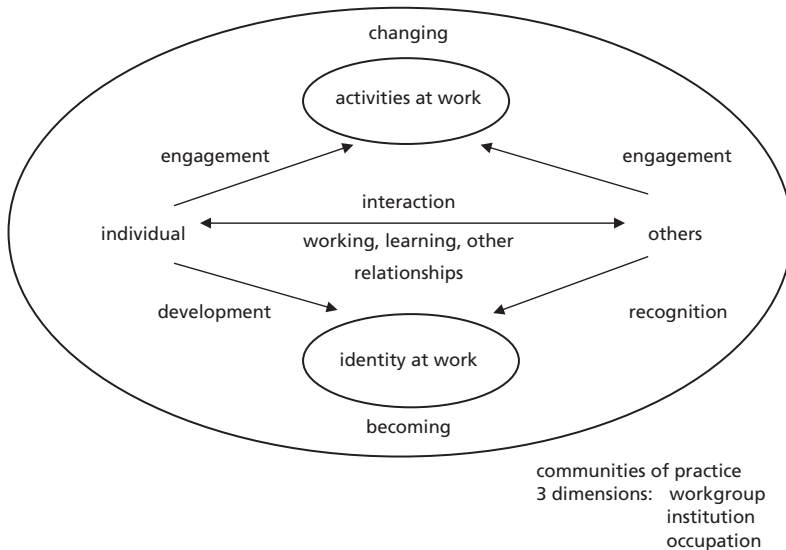 changing
activities at work
engagement
engagement
interaction
individual
others
working, learning, other
relationships
development
recognition
identity at work
becoming
communities of practice
3 dimensions: workgroup
institution
occupation